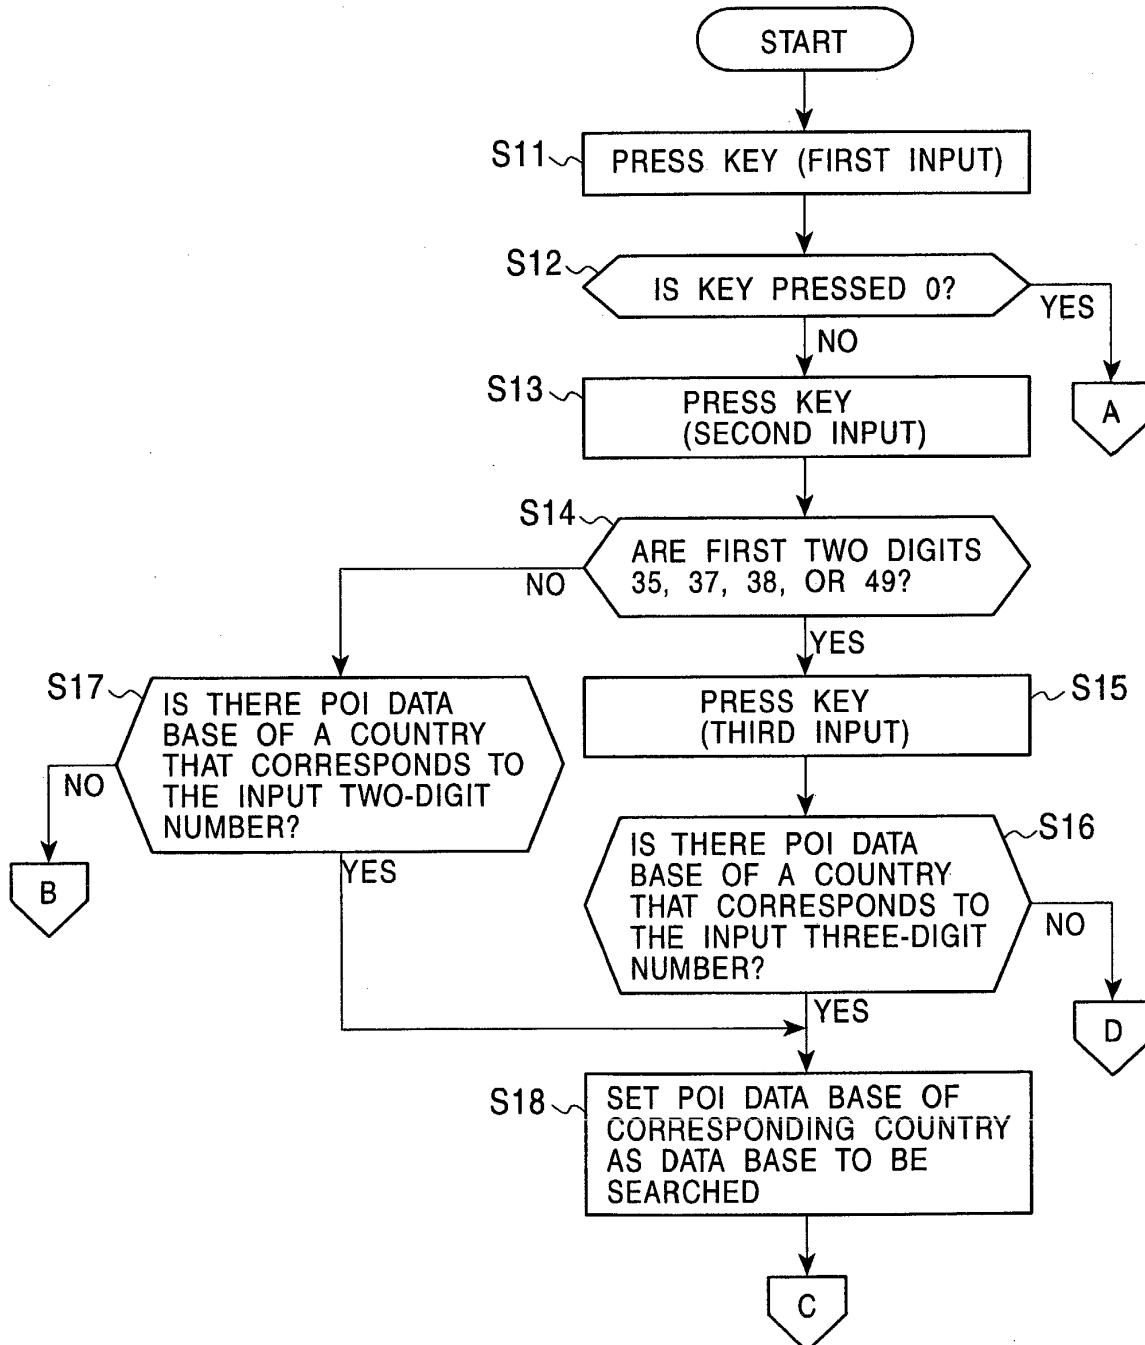 START
S11
PRESS KEY (FIRST INPUT)
S12
IS KEY PRESSED 0?
YES
NO
A
S13
PRESS KEY
(SECOND INPUT)
S14
ARE FIRST TWO DIGITS
35, 37, 38, OR 49?
NO
YES
S17
IS THERE POI DATA
BASE OF A COUNTRY
THAT CORRESPONDS TO
THE INPUT TWO-DIGIT
NUMBER?
NO
YES
B
S15
PRESS KEY
(THIRD INPUT)
S16
IS THERE POI DATA
BASE OF A COUNTRY
THAT CORRESPONDS TO
THE INPUT THREE-DIGIT
NUMBER?
NO
YES
D
S18
SET POI DATA BASE OF
CORRESPONDING COUNTRY
AS DATA BASE TO BE
SEARCHED
C